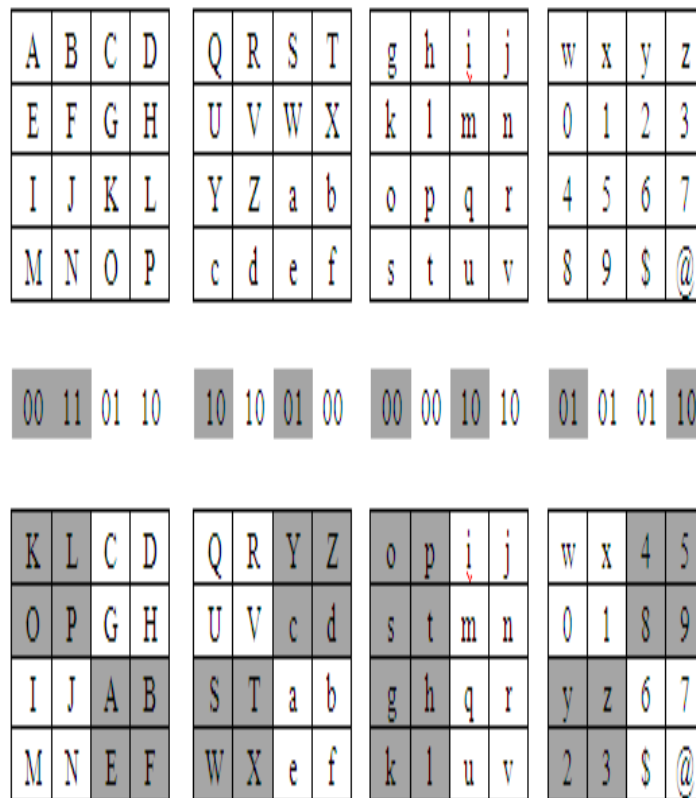 A B C D Q R S T g h i j w x y z
E F G H U V W X k l m n 0 1 2 3
I J K L Y Z a b o p q r 4 5 6 7
M N O P c d e f s t u v 8 9 $ @
00 11 01 10 10 10 01 00 00 00 10 10 01 01 01 10
K L C D Q R Y Z o p i j w x 4 5
O P G H U V c d s t m n 0 1 8 9
I J A B S T a b g h q r y z 6 7
M N E F W X e f k l u v 2 3 $ @